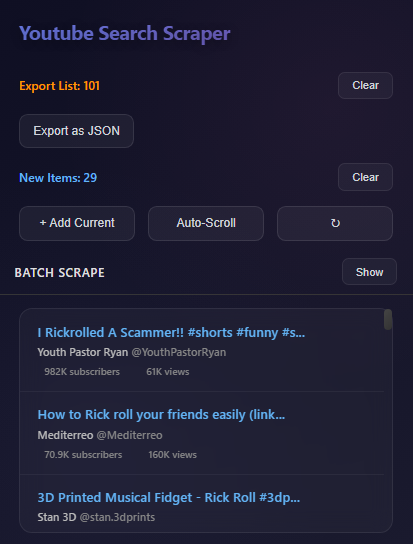 Youtube Search Scraper
Export List: 101
Clear
Export as JSON
New Items: 29
Clear
+ Add Current
Auto-Scroll
↻
BATCH SCRAPE
Show
I Rickrolled A Scammer!! #shorts #funny #s...
Youth Pastor Ryan @YouthPastorRyan
982K subscribers 61K views
How to Rick roll your friends easily (link...
Mediterreo @Mediterreo
70.9K subscribers 160K views
3D Printed Musical Fidget - Rick Roll #3dp...
Stan 3D @stan.3dprints